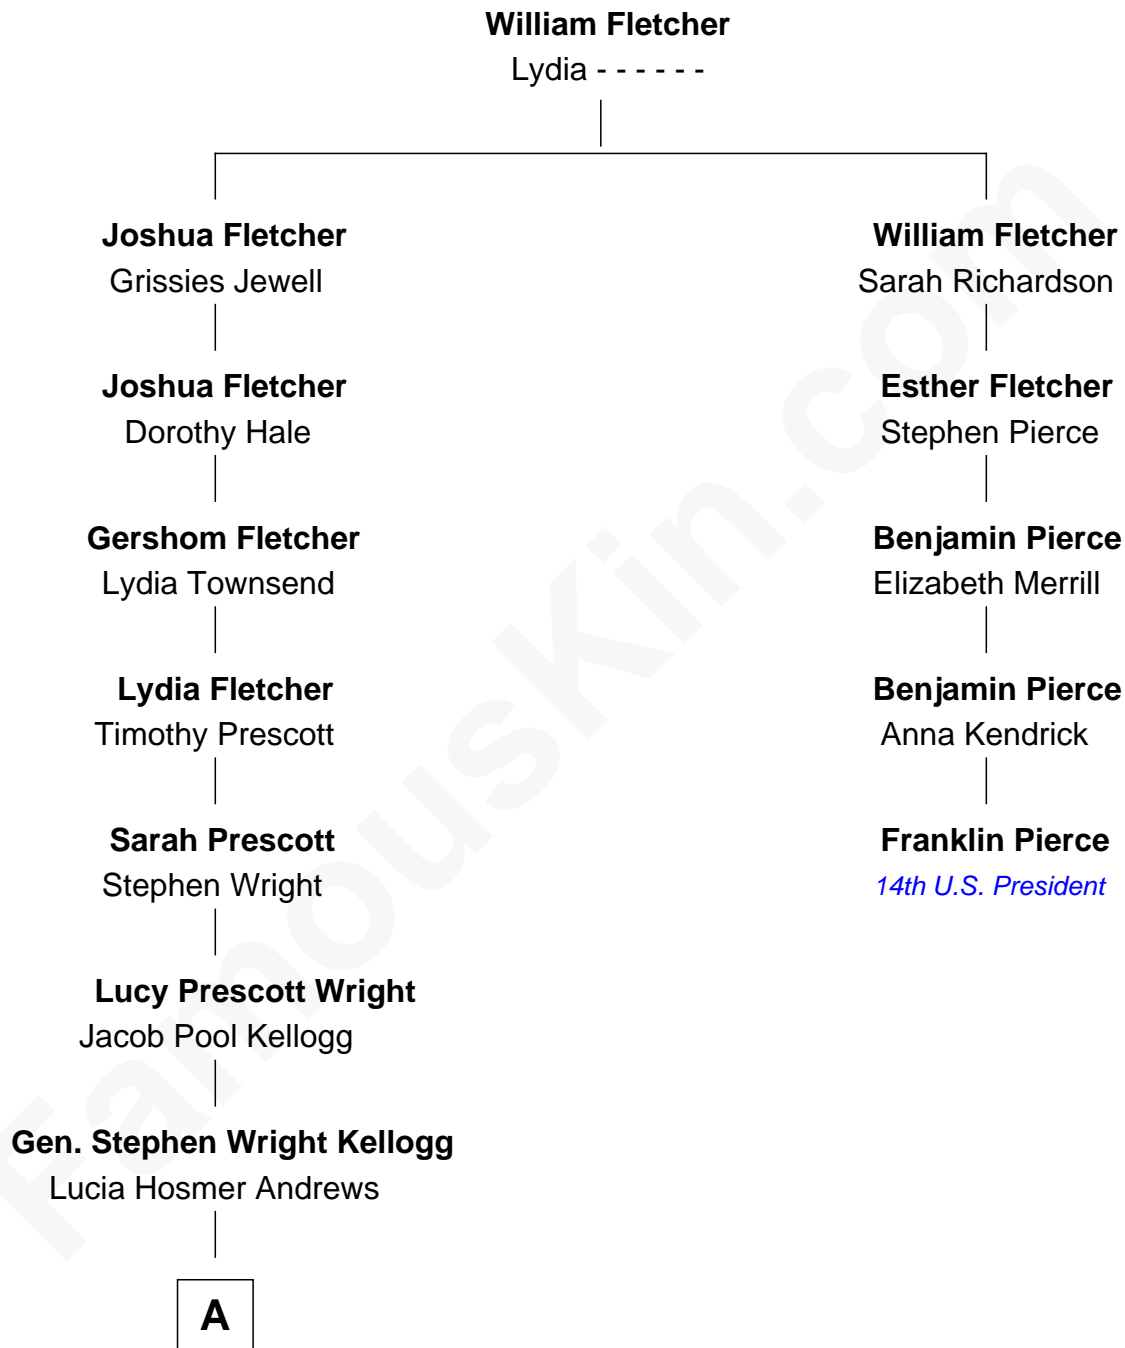 William Fletcher
Lydia - - - - - -
Joshua Fletcher
Grissies Jewell
William Fletcher
Sarah Richardson
Joshua Fletcher
Dorothy Hale
Esther Fletcher
Stephen Pierce
Gershom Fletcher
Lydia Townsend
Benjamin Pierce
Elizabeth Merrill
Lydia Fletcher
Timothy Prescott
Benjamin Pierce
Anna Kendrick
Sarah Prescott
Stephen Wright
Franklin Pierce
14th U.S. President
Lucy Prescott Wright
Jacob Pool Kellogg
Gen. Stephen Wright Kellogg
Lucia Hosmer Andrews
A
FamousKin.com